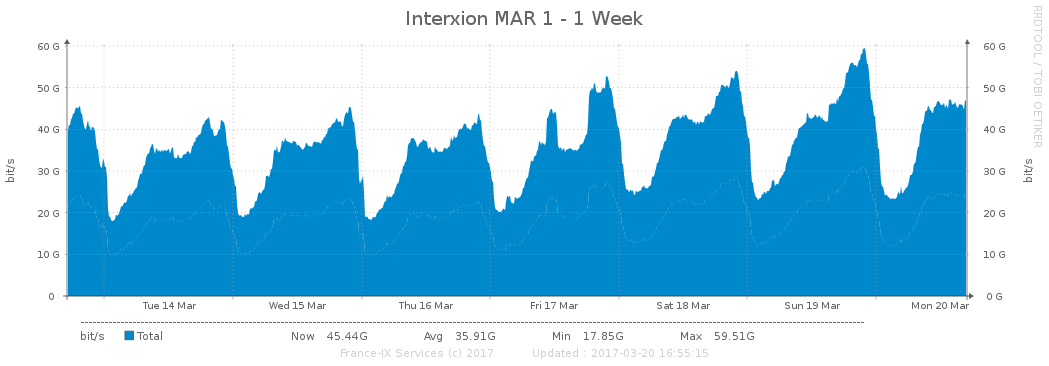 Interxion MAR 1 - 1 Week
RRDTOOL / TOBI OETIKER
60 G 60 G
50 G 50 G
40 G 40 G
30 G 30 G
20 G 20 G
10 G 10 G
0 0 G
bit/s bit/s
Tue 14 Mar Wed 15 Mar Thu 16 Mar Fri 17 Mar Sat 18 Mar Sun 19 Mar Mon 20 Mar
bit/s Total Now 45.44G Avg 35.91G Min 17.85G Max 59.51G
France-IX Services (c) 2017 Updated : 2017-03-20 16:55:15